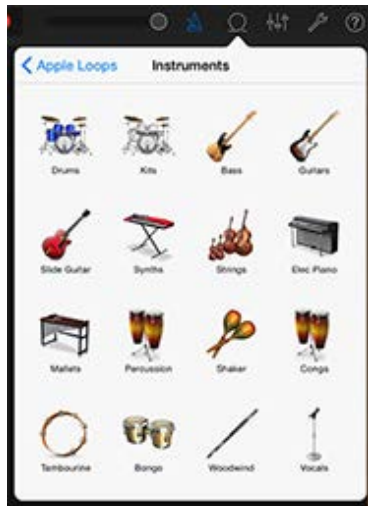 Apple Loops Instruments
Drums Kits Bass Guitars
Slide Guitar Synths Strings Elec Piano
Mallets Percussion Shaker Conga
Tambourine Bongo Woodwind Vocals